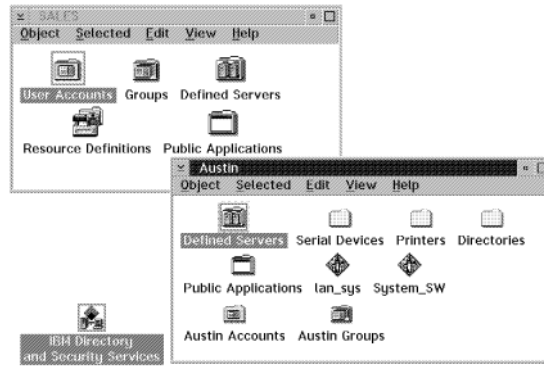 SALES
Object Selected Edit View Help
User Accounts Groups Defined Servers
Resource Definitions Public Applications
Austin
Object Selected Edit View Help
Defined Servers Serial Devices Printers Directories
Public Applications lan_sys System_SW
Austin Accounts Austin Groups
IBM Directory
and Security Services